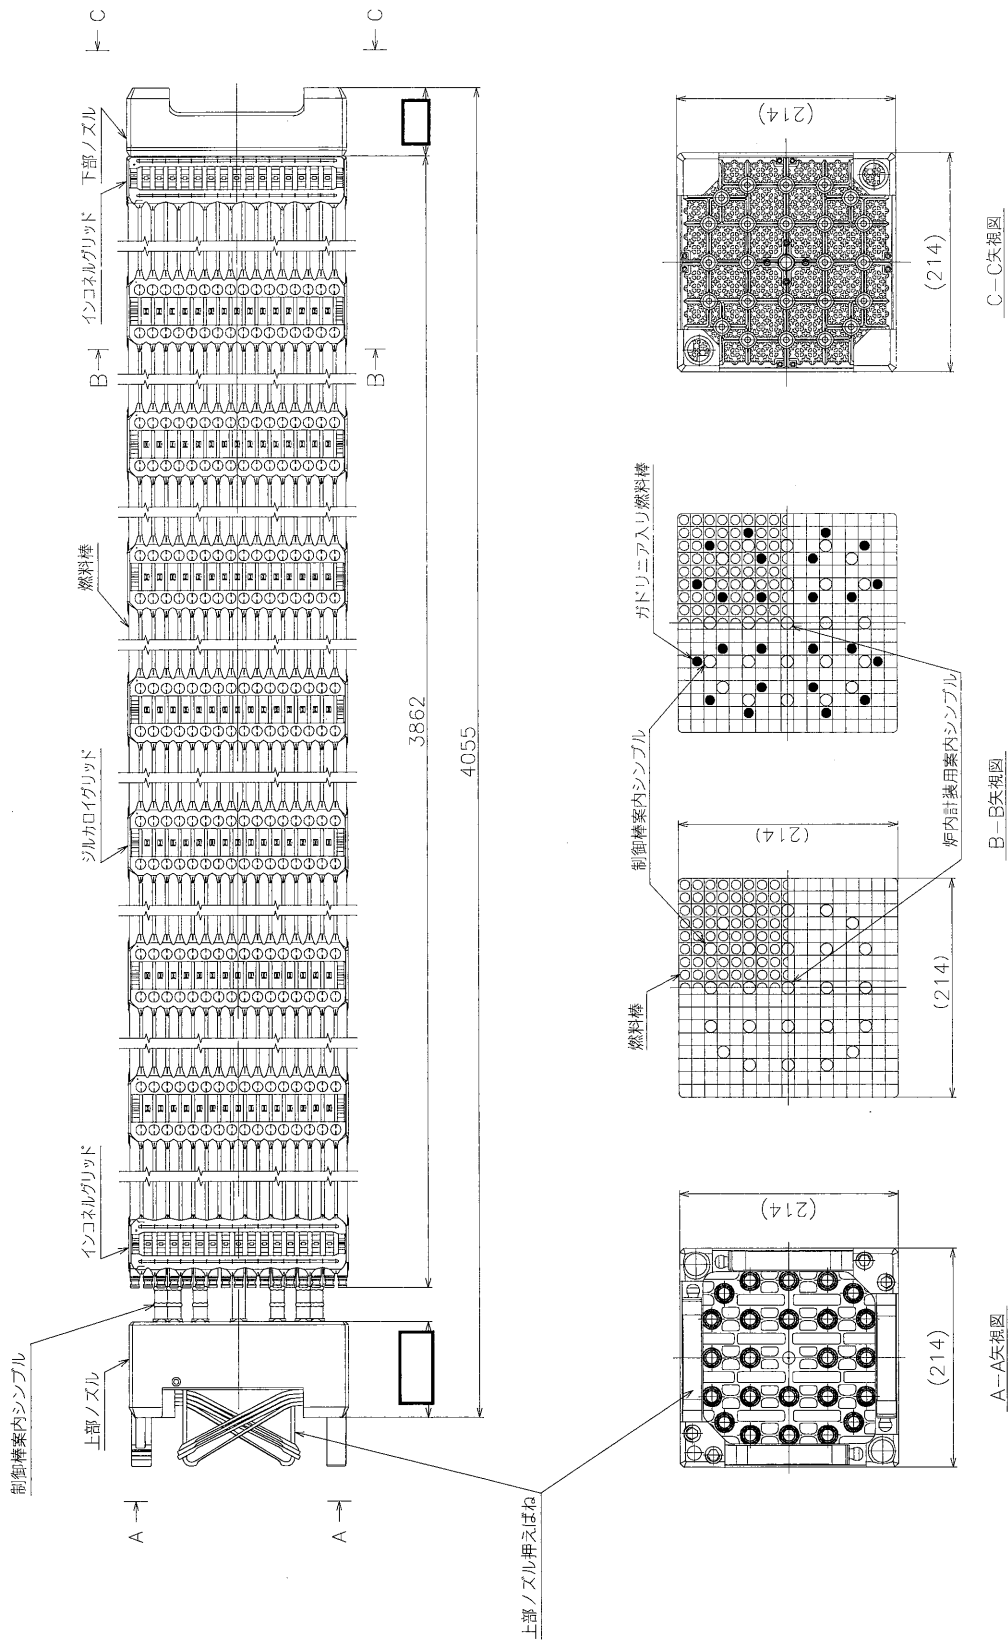 制御棒案内シンプル
上部ノズル
インコネルグリッド
ジルカロイグリッド
燃料棒
インコネルグリッド
下部ノズル
A
A
B
B
C
C
3862
4055
上部ノズル押えばね
(214)
(214)
A-A矢視図
燃料棒
制御棒案内シンプル
ガドリニア入り燃料棒
炉内計装用案内シンプル
(214)
(214)
B-B矢視図
(214)
(214)
C-C矢視図